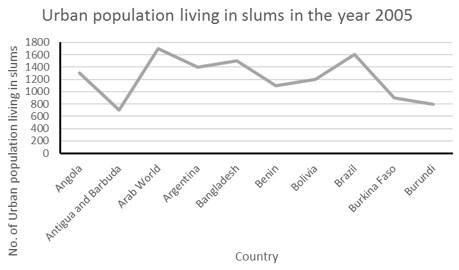 Urban population living in slums in the year 2005
No. of Urban population living in slums
1800
1600
1400
1200
1000
800
600
400
200
0
Angola
Antigua and Barbuda
Arab World
Argentina
Bangladesh
Benin
Bolivia
Brazil
Burkina Faso
Burundi
Country